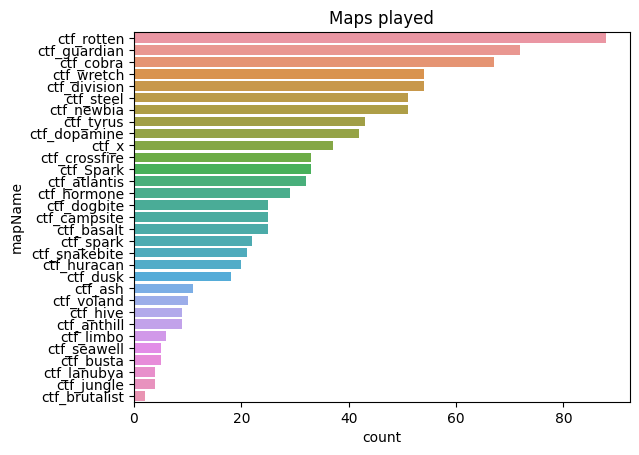 Maps played
mapName
ctf_rotten
ctf_guardian
ctf_cobra
ctf_wretch
ctf_division
ctf_steel
ctf_newbia
ctf_tyrus
ctf_dopamine
ctf_x
ctf_crossfire
ctf_Spark
ctf_atlantis
ctf_hormone
ctf_dogbite
ctf_campsite
ctf_basalt
ctf_spark
ctf_snakebite
ctf_huracan
ctf_dusk
ctf_ash
ctf_voland
ctf_hive
ctf_anthill
ctf_limbo
ctf_seawell
ctf_busta
ctf_lanubya
ctf_jungle
ctf_brutalist
0 20 40 60 80
count